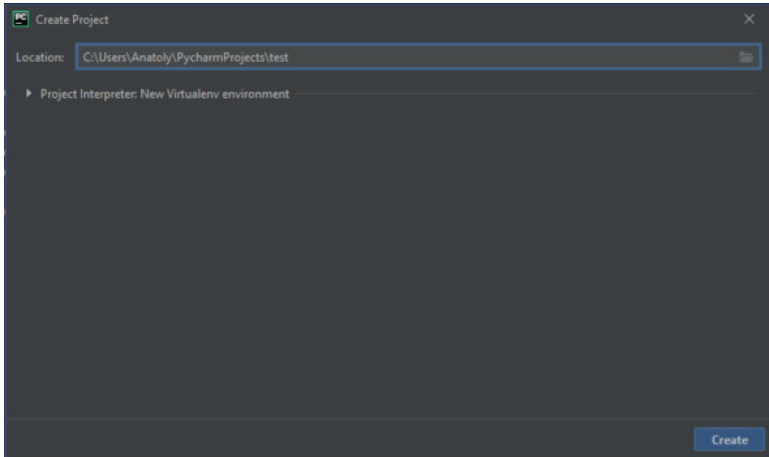 PC Create Project
Location: C:\Users\Anatoly\PycharmProjects\test
Project Interpreter: New Virtualenv environment
Create